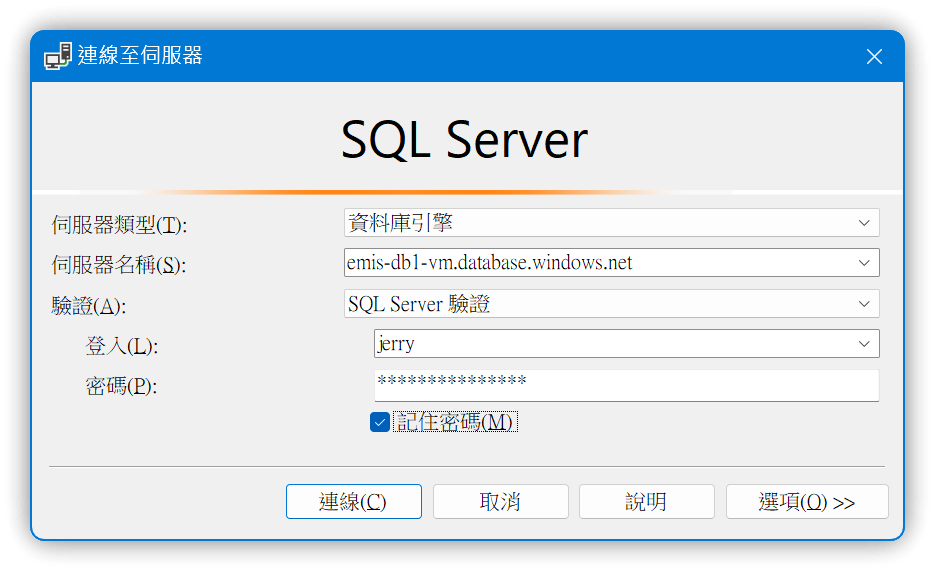 連線至伺服器
SQL Server
伺服器類型(T): 資料庫引擎
伺服器名稱(S): emis-db1-vm.database.windows.net
驗證(A): SQL Server 驗證
登入(L): jerry
密碼(P): ***************
記住密碼(M)
連線(C) 取消 說明 選項(O) >>